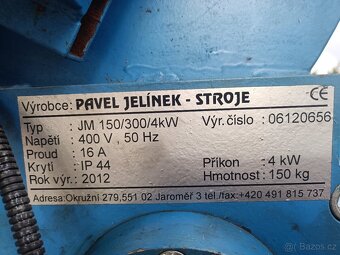 Výrobce: PAVEL JELÍNEK - STROJE CE
Typ : JM 150/300/4kW Výr. číslo : 06120656
Napětí : 400 V , 50 Hz
Proud : 16 A
Krytí : IP 44 Příkon : 4 kW
Rok výr. : 2012 Hmotnost : 150 kg
Adresa:Okružní 279,551 02 Jaroměř 3 tel./fax:+420 491 815 737
Bazoš.cz